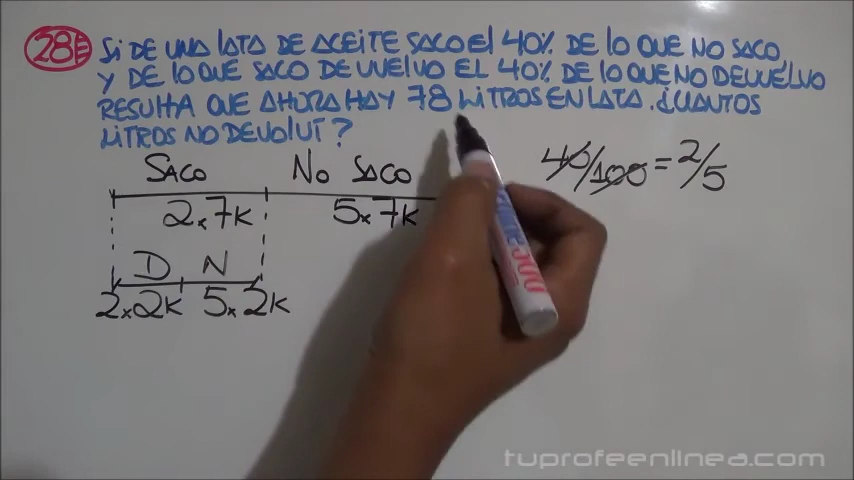 28 SI DE UNA LATA DE ACEITE SACO EL 40% DE LO QUE NO SACO,
Y DE LO QUE SACO DEVUELVO EL 40% DE LO QUE NO DEVUELVO
RESULTA QUE AHORA HAY 78 LITROS EN LATA. ¿CUANTOS
LITROS NO DEVOLVI?
SACO NO SACO 40/100 = 2/5
2x7K 5x7K
D N
2x2K 5x2K
tuprofeenlinea.com